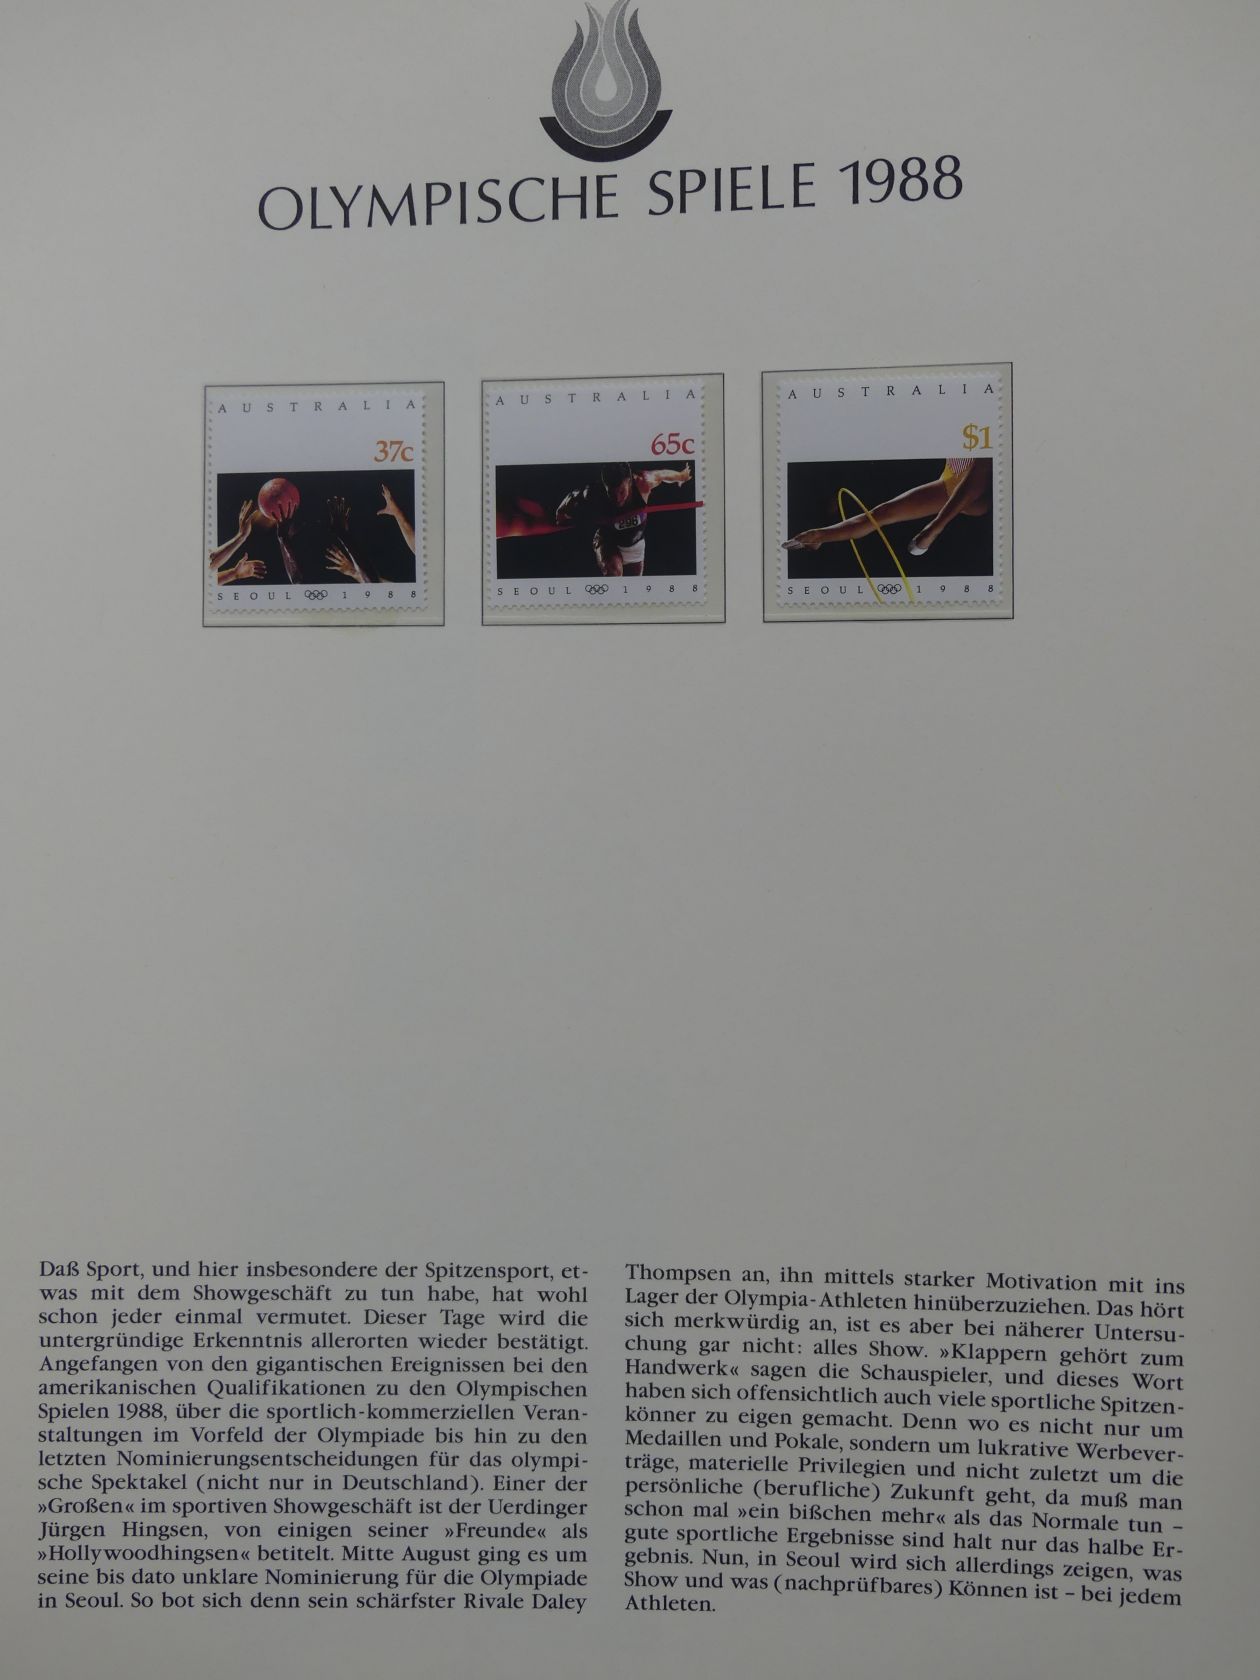 OLYMPISCHE SPIELE 1988
AUSTRALIA
37c
SEOUL 1988
AUSTRALIA
65c
296
SEOUL 1988
AUSTRALIA
$1
SEOUL 1988
Daß Sport, und hier insbesondere der Spitzensport, et-
was mit dem Showgeschäft zu tun habe, hat wohl
schon jeder einmal vermutet. Dieser Tage wird die
untergründige Erkenntnis allerorten wieder bestätigt.
Angefangen von den gigantischen Ereignissen bei den
amerikanischen Qualifikationen zu den Olympischen
Spielen 1988, über die sportlich-kommerziellen Veran-
staltungen im Vorfeld der Olympiade bis hin zu den
letzten Nominierungsentscheidungen für das olympi-
sche Spektakel (nicht nur in Deutschland). Einer der
»Großen« im sportiven Showgeschäft ist der Uerdinger
Jürgen Hingsen, von einigen seiner »Freunde« als
»Hollywoodhingsen« betitelt. Mitte August ging es um
seine bis dato unklare Nominierung für die Olympiade
in Seoul. So bot sich denn sein schärfster Rivale Daley
Thompsen an, ihn mittels starker Motivation mit ins
Lager der Olympia-Athleten hinüberzuziehen. Das hört
sich merkwürdig an, ist es aber bei näherer Untersu-
chung gar nicht: alles Show. »Klappern gehört zum
Handwerk« sagen die Schauspieler, und dieses Wort
haben sich offensichtlich auch viele sportliche Spitzen-
könner zu eigen gemacht. Denn wo es nicht nur um
Medaillen und Pokale, sondern um lukrative Werbever-
träge, materielle Privilegien und nicht zuletzt um die
persönliche (berufliche) Zukunft geht, da muß man
schon mal »ein bißchen mehr« als das Normale tun –
gute sportliche Ergebnisse sind halt nur das halbe Er-
gebnis. Nun, in Seoul wird sich allerdings zeigen, was
Show und was (nachprüfbares) Können ist – bei jedem
Athleten.